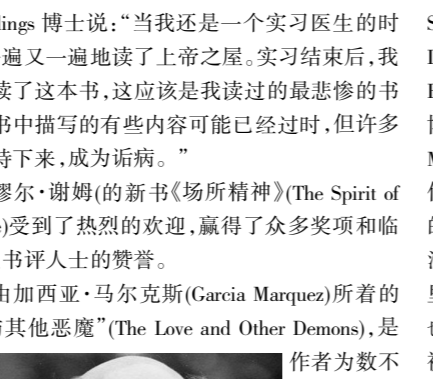 lings 博士说：“当我还是一个实习医生的时
遍又一遍地读了上帝之屋。实习结束后，我
读了这本书，这应该是我读过的最悲惨的书
书中描写的有些内容可能已经过时，但许多
持下来，成为诟病。”
缪尔·谢姆(的新书《场所精神》(The Spirit of
)受到了热烈的欢迎，赢得了众多奖项和临
书评人士的赞誉。
由加西亚·马尔克斯(Garcia Marquez)所着的
与其他恶魔”(The Love and Other Demons)，是
作者为数不